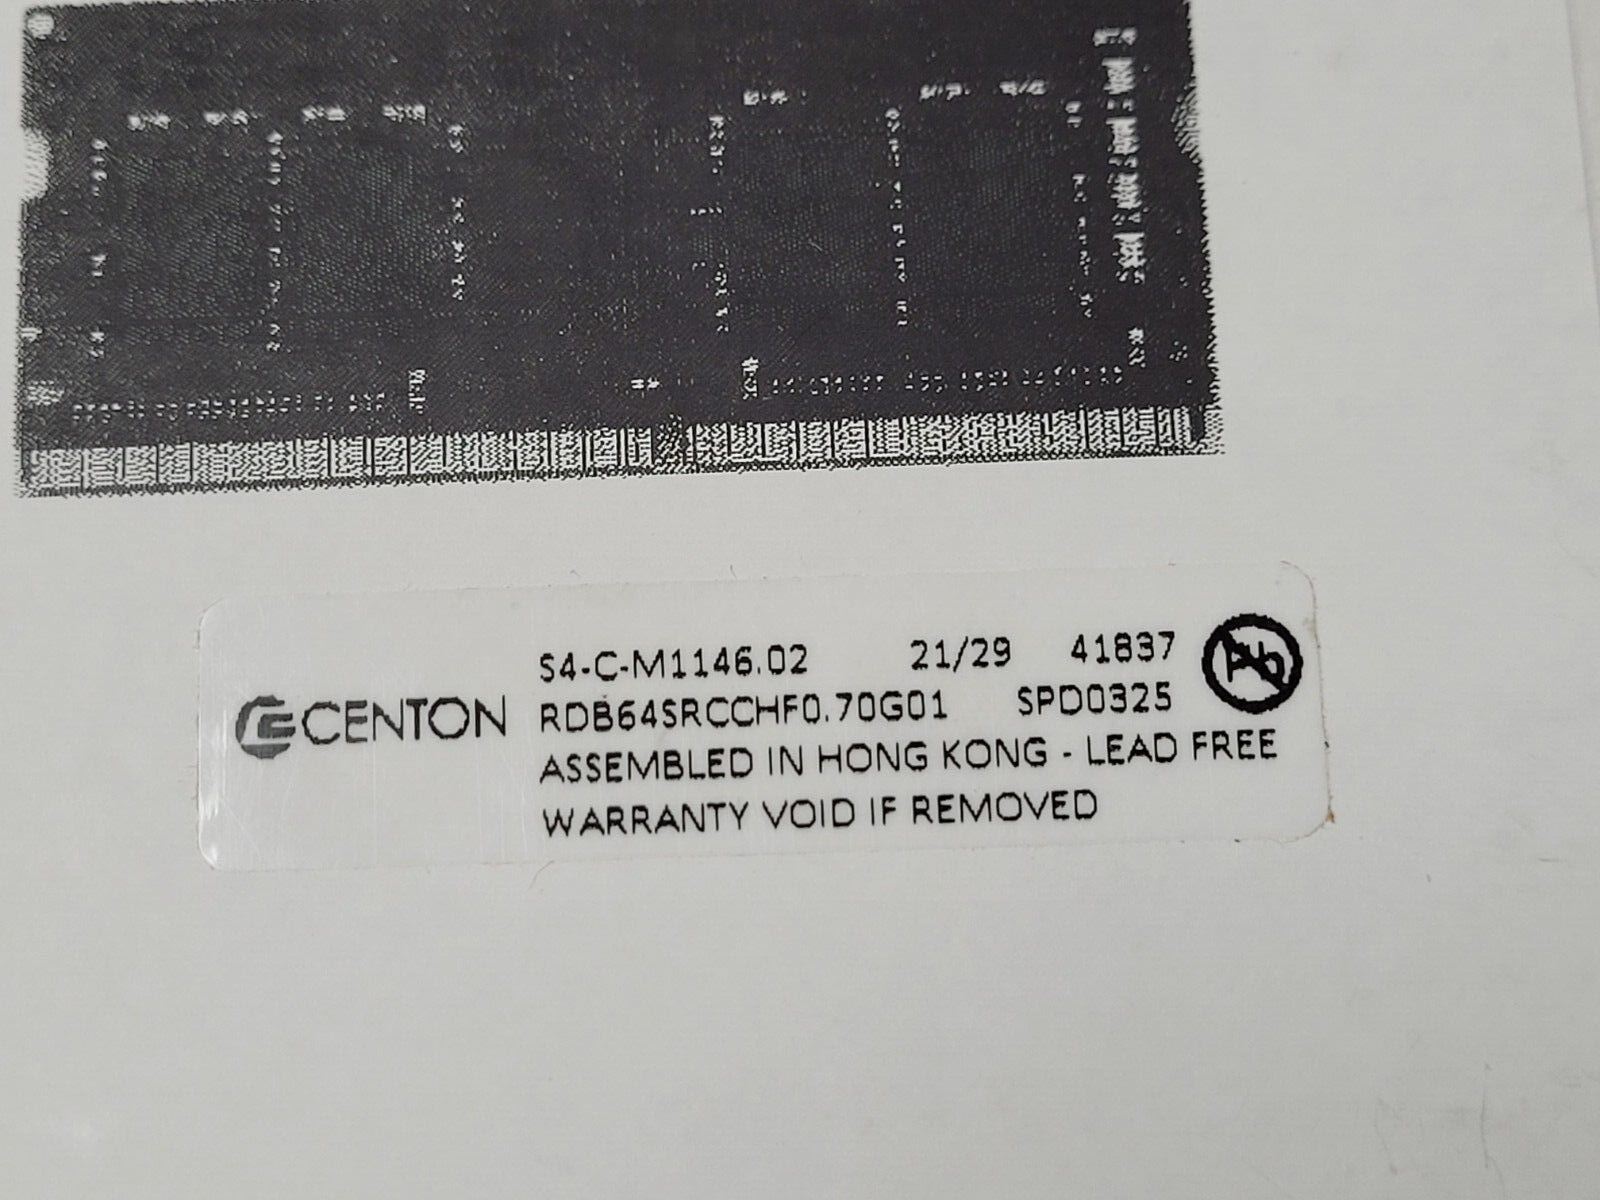 S4-C-M1146.02 21/29 41837
CENTON RDB64SRCCHF0.70G01 SPD0325
ASSEMBLED IN HONG KONG - LEAD FREE
WARRANTY VOID IF REMOVED
Pb